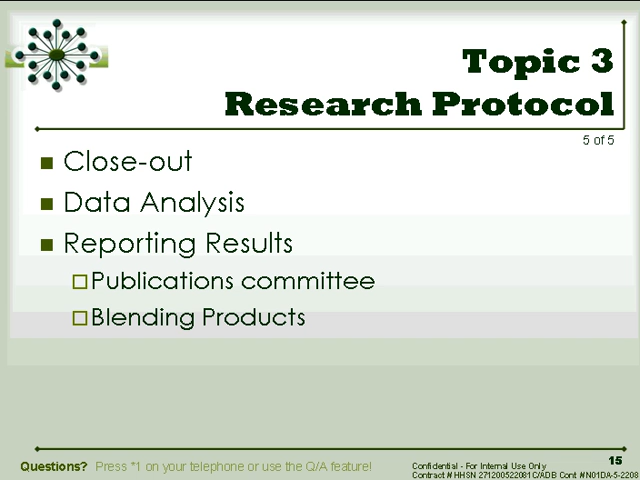 Topic 3
Research Protocol
5 of 5
Close-out
Data Analysis
Reporting Results
Publications committee
Blending Products
15
Questions? Press *1 on your telephone or use the Q/A feature!
Confidential - For Internal Use Only
Contract # HHSN 271200522081C/ADB Cont #N01DA-5-2208